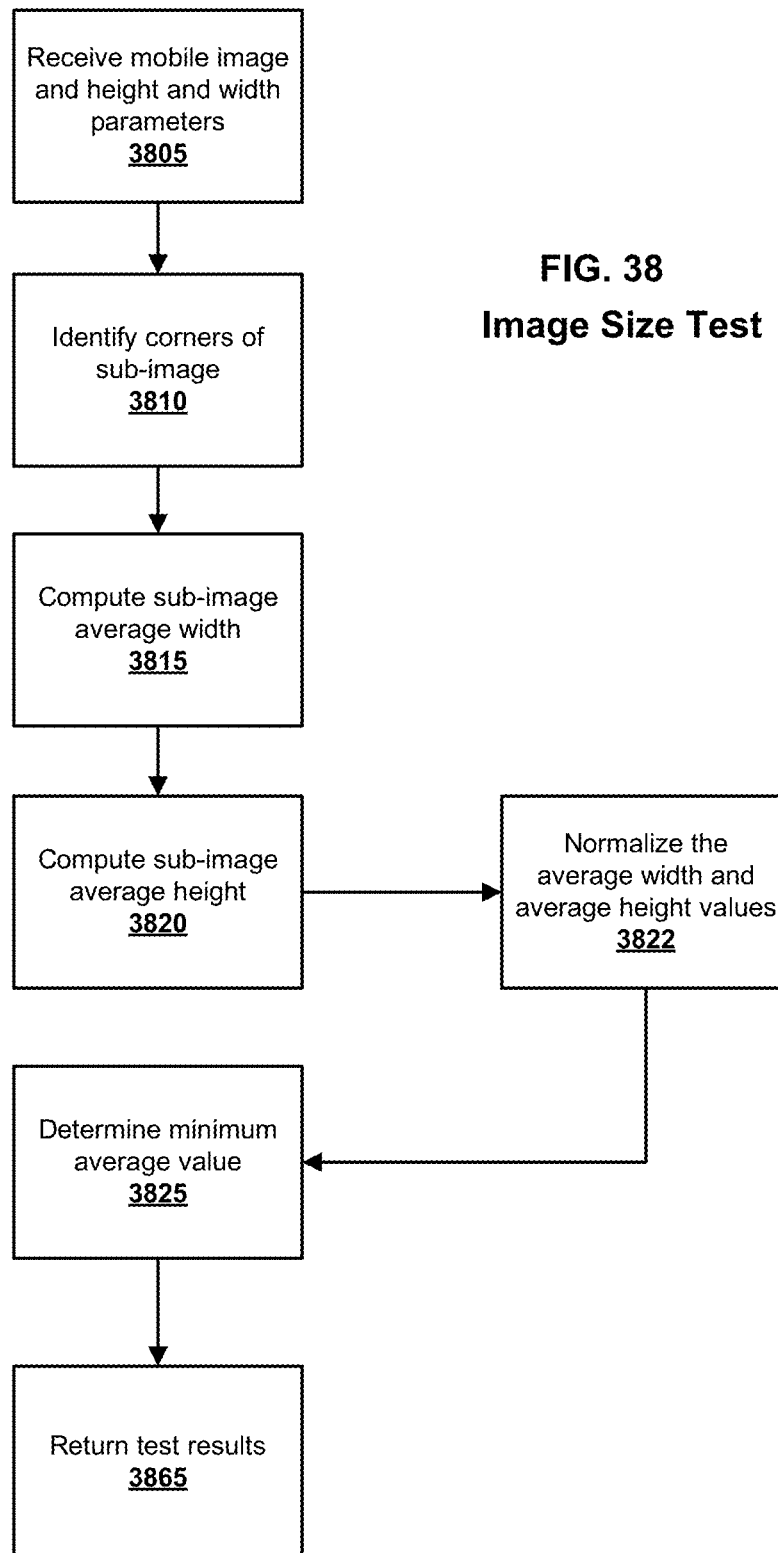 Receive mobile image
and height and width
parameters
3805
FIG. 38
Image Size Test
Identify corners of
sub-image
3810
Compute sub-image
average width
3815
Compute sub-image
average height
3820
Normalize the
average width and
average height values
3822
Determine minimum
average value
3825
Return test results
3865